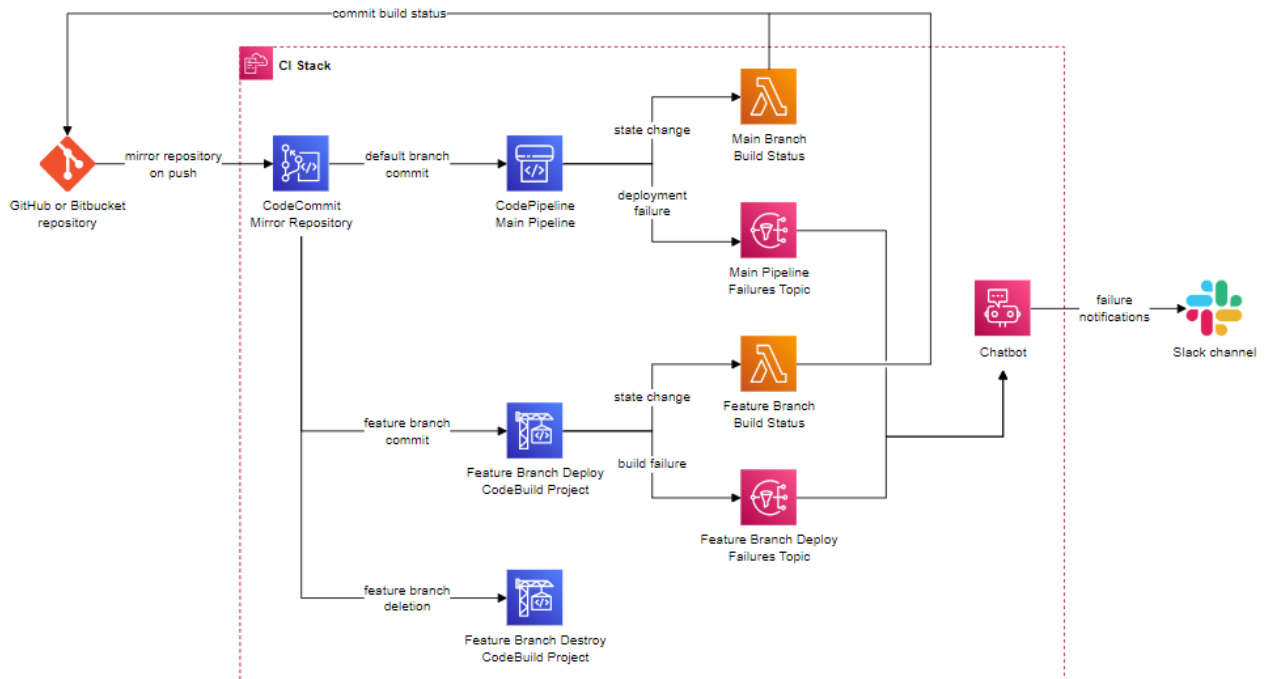 commit build status
CI Stack
state change
Main Branch
Build Status
mirror repository
on push
default branch
commit
GitHub or Bitbucket
repository
CodeCommit
Mirror Repository
CodePipeline
Main Pipeline
deployment
failure
Main Pipeline
Failures Topic
Chatbot
failure
notifications
Slack channel
state change
Feature Branch
Build Status
feature branch
commit
Feature Branch Deploy
CodeBuild Project
build failure
Feature Branch Deploy
Failures Topic
feature branch
deletion
Feature Branch Destroy
CodeBuild Project